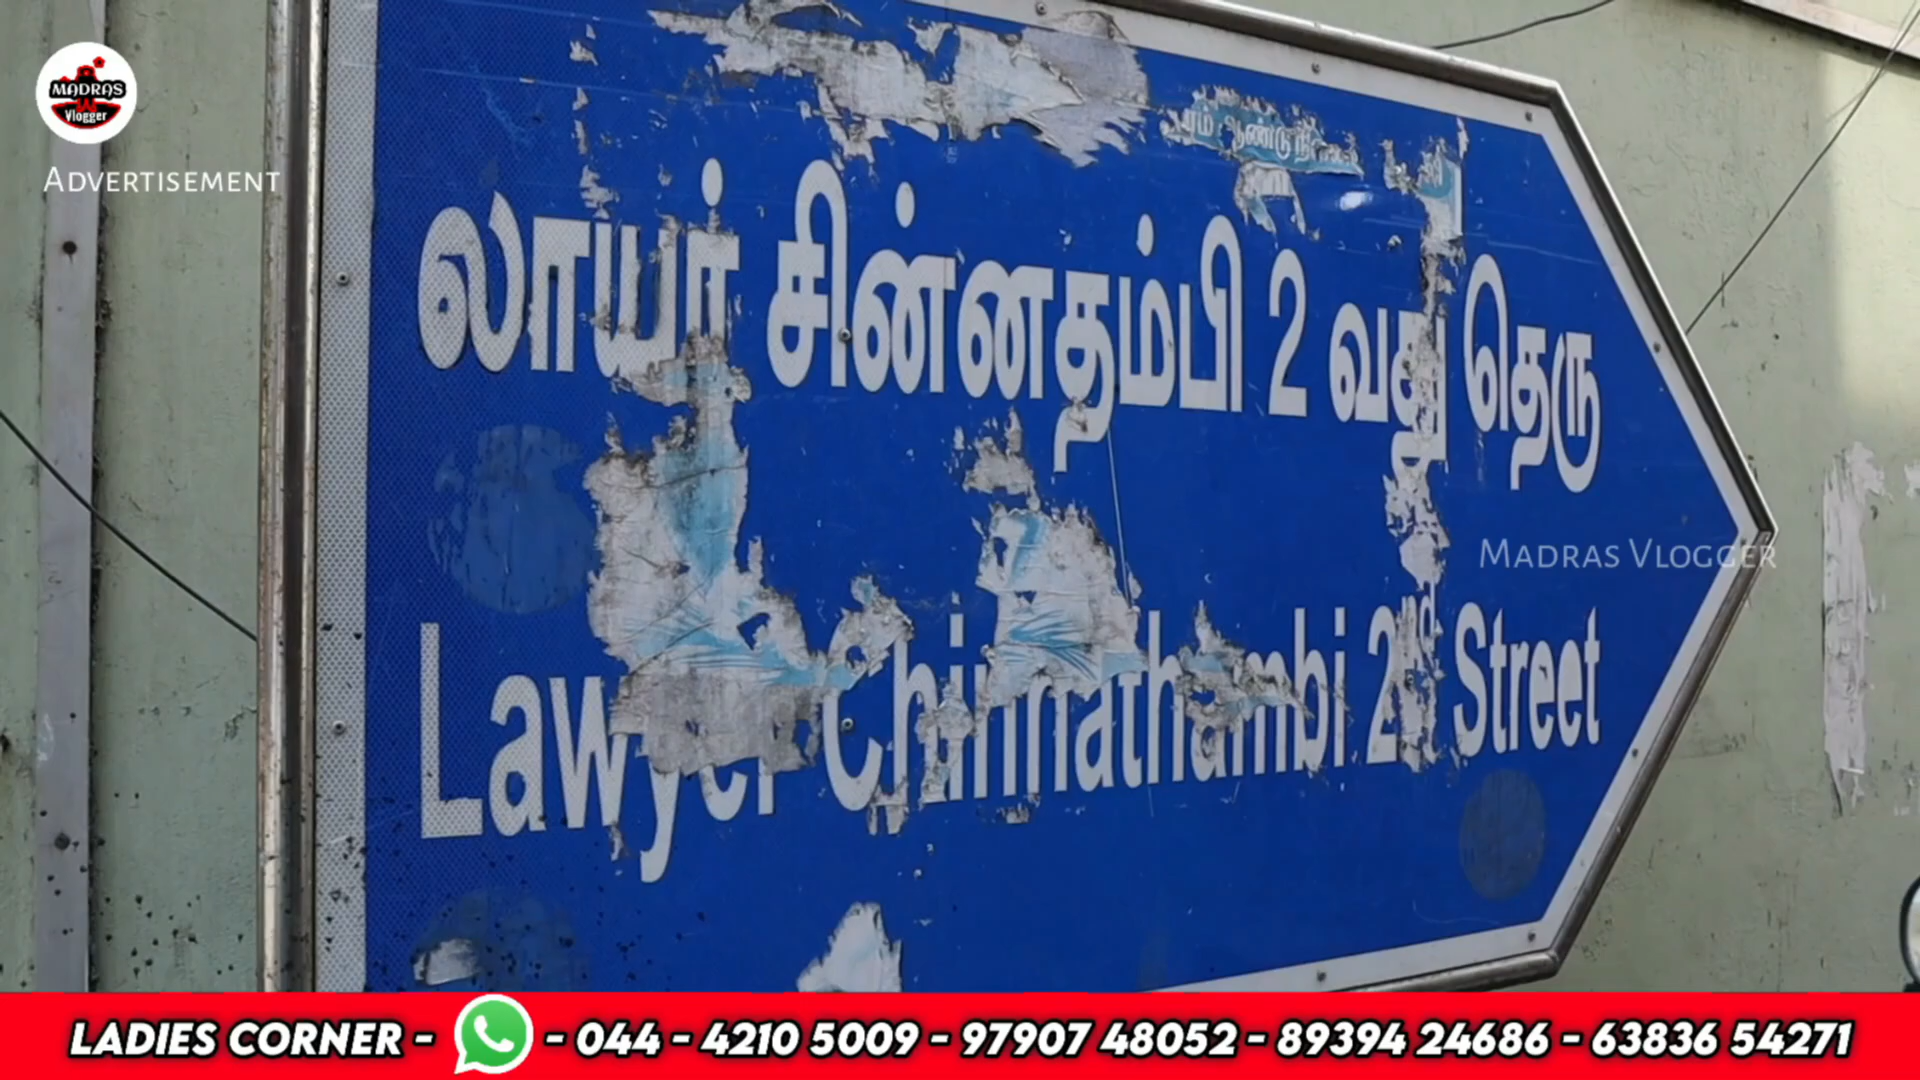 MADRAS
Vlogger
ADVERTISEMENT
ஆண்டு
லாயர் சின்னதம்பி 2 வது தெரு
MADRAS VLOGGER
Lawyer Chinnathambi 2nd Street
LADIES CORNER - - 044 - 4210 5009 - 97907 48052 - 89394 24686 - 63836 54271